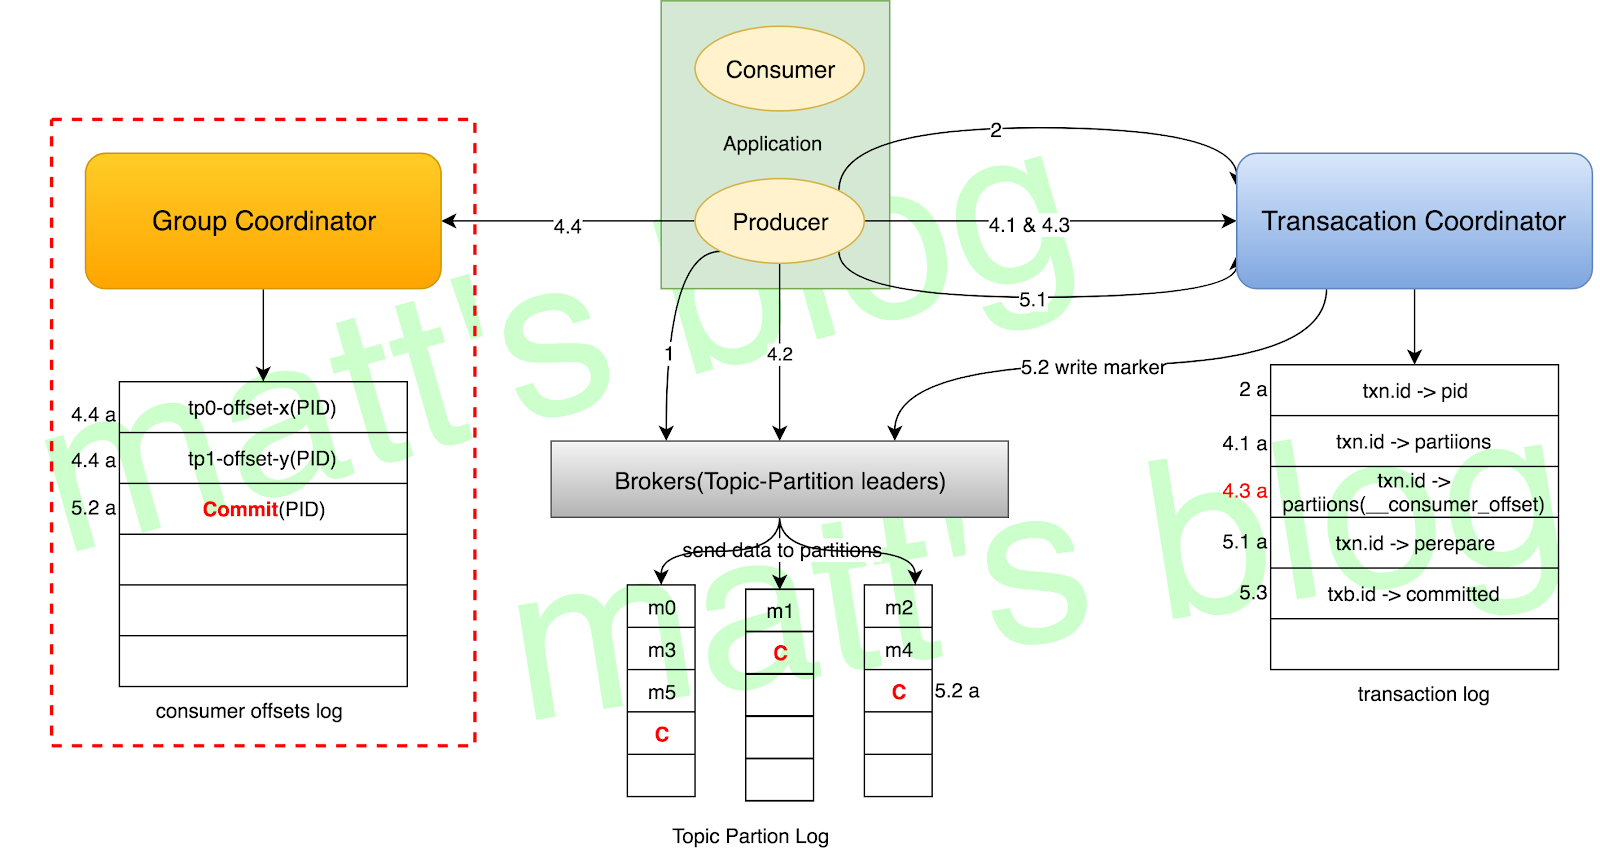 Consumer
Application
Producer
2
4.1 & 4.3
5.1
4.4
1
4.2
5.2 write marker
Group Coordinator
Transacation Coordinator
4.4 a
tp0-offset-x(PID)
4.4 a
tp1-offset-y(PID)
5.2 a
Commit(PID)
consumer offsets log
Brokers(Topic-Partition leaders)
send data to partitions
m0
m3
m5
C
m1
C
m2
m4
C
5.2 a
Topic Partion Log
2 a
txn.id -> pid
4.1 a
txn.id -> partiions
4.3 a
txn.id ->
partiions(__consumer_offset)
5.1 a
txn.id -> perepare
5.3
txb.id -> committed
transaction log
matt's blog
matt's blog